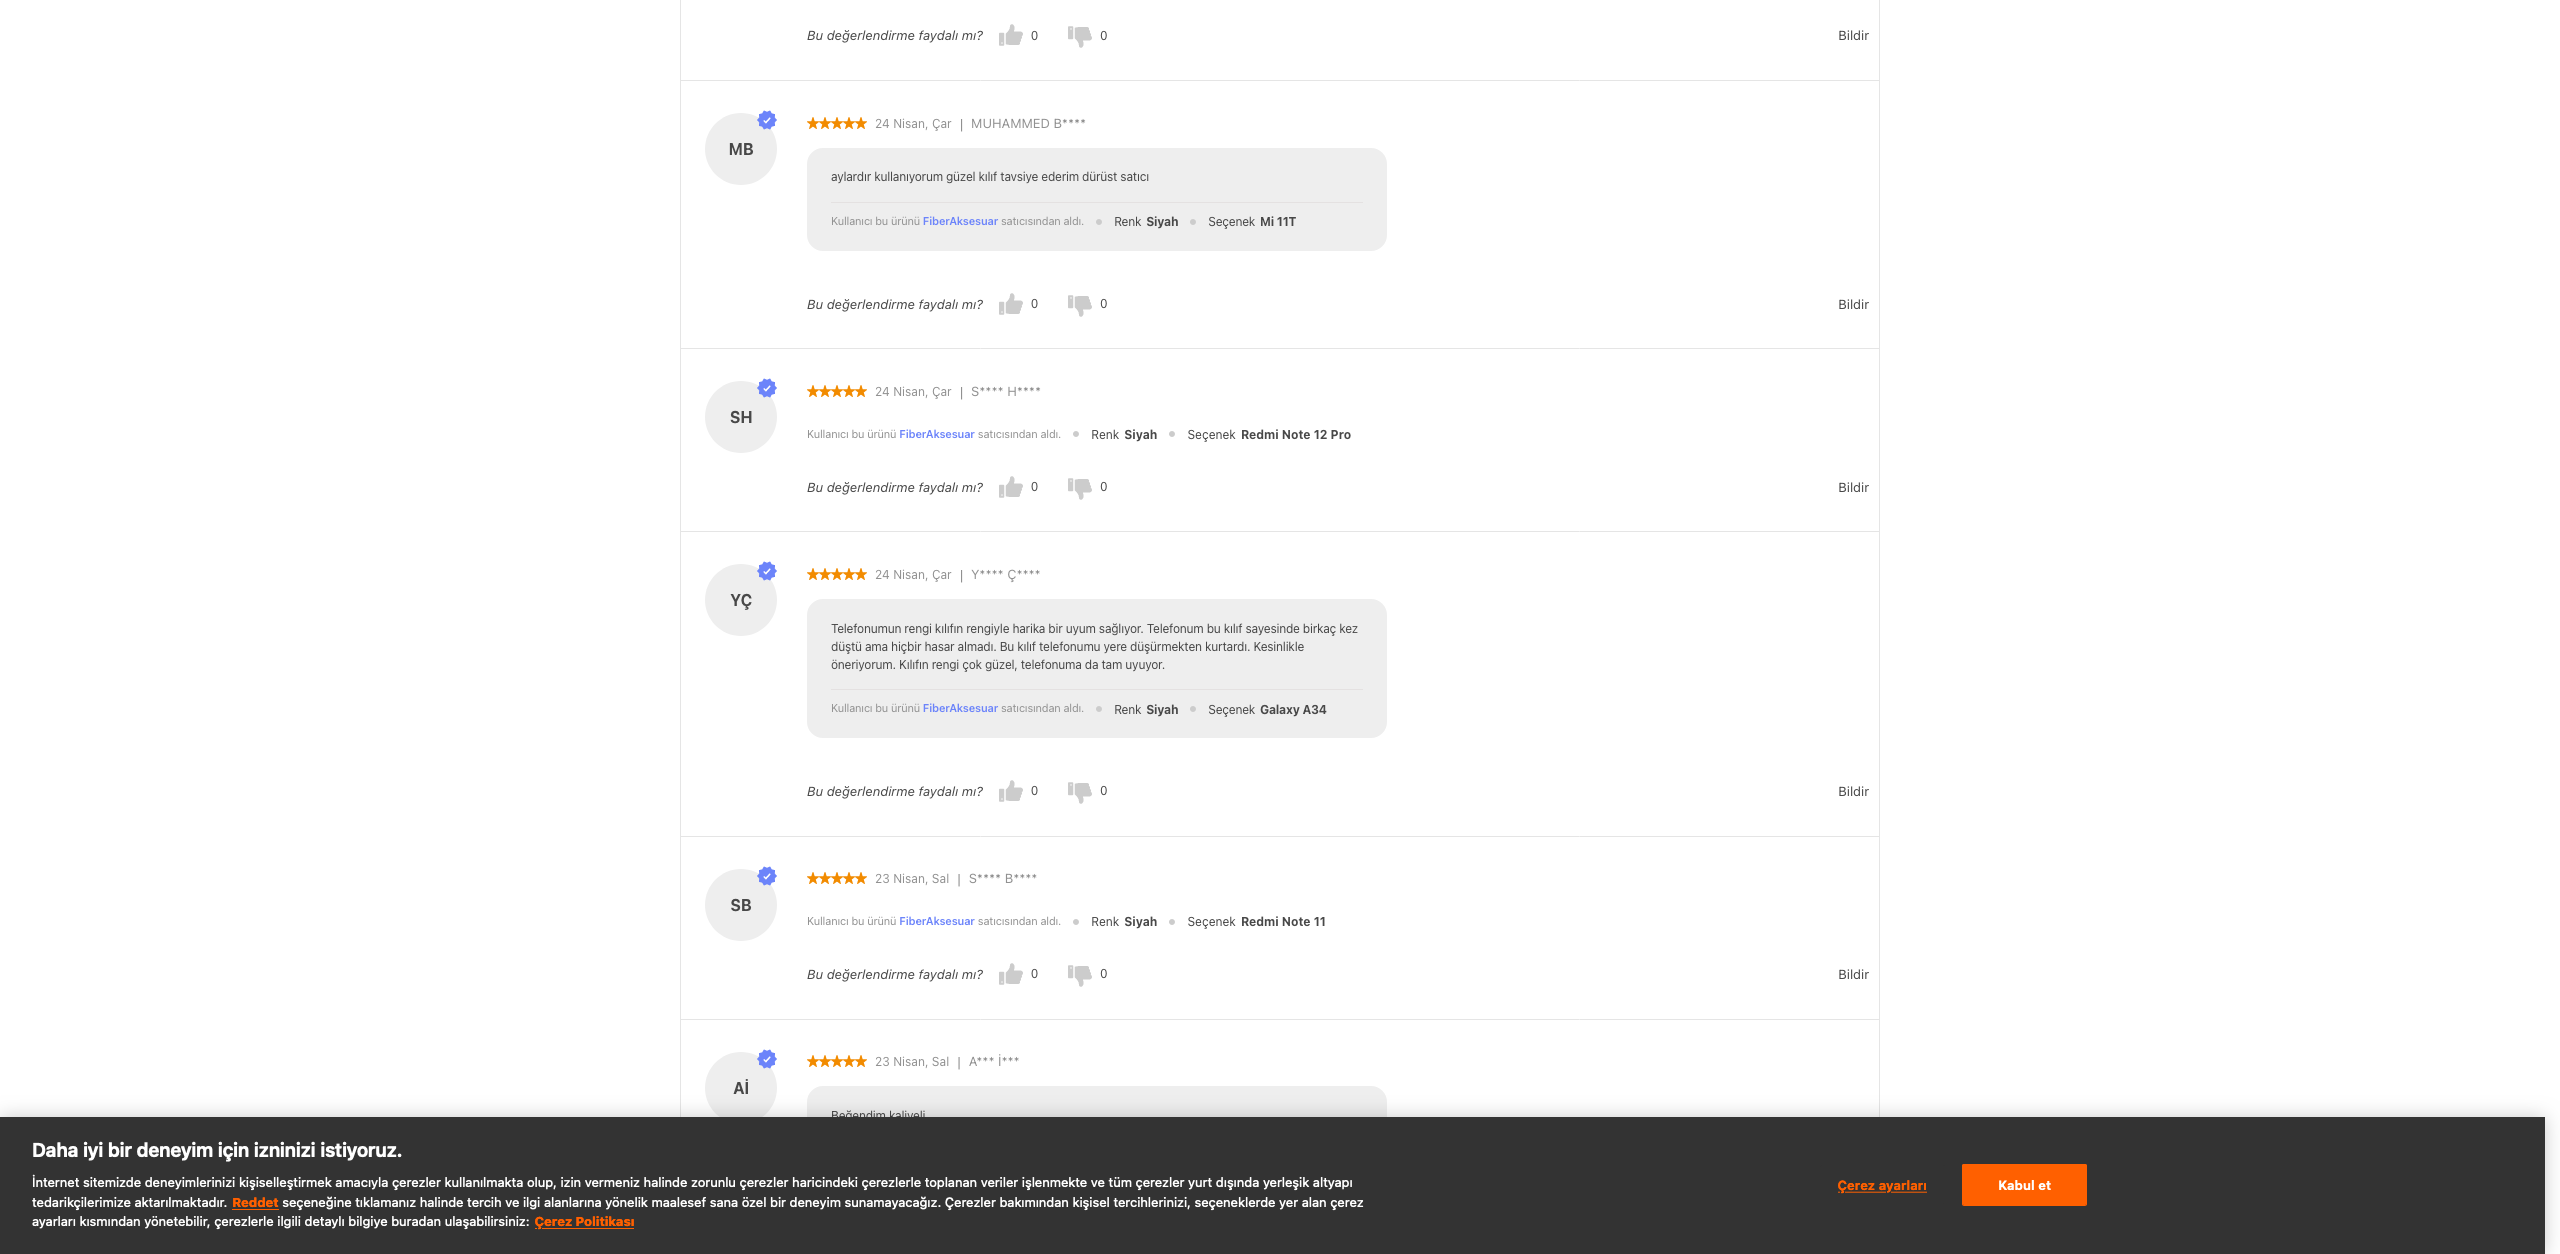 Bu değerlendirme faydalı mı? 0 0 Bildir
MB
24 Nisan, Çar | MUHAMMED B****
aylardır kullanıyorum güzel kılıf tavsiye ederim dürüst satıcı
Kullanıcı bu ürünü FiberAksesuar satıcısından aldı. Renk Siyah Seçenek Mi 11T
Bu değerlendirme faydalı mı? 0 0 Bildir
SH
24 Nisan, Çar | S**** H****
Kullanıcı bu ürünü FiberAksesuar satıcısından aldı. Renk Siyah Seçenek Redmi Note 12 Pro
Bu değerlendirme faydalı mı? 0 0 Bildir
YÇ
24 Nisan, Çar | Y**** Ç****
Telefonumun rengi kılıfın rengiyle harika bir uyum sağlıyor. Telefonum bu kılıf sayesinde birkaç kez
düştü ama hiçbir hasar almadı. Bu kılıf telefonumu yere düşürmekten kurtardı. Kesinlikle
öneriyorum. Kılıfın rengi çok güzel, telefonuma da tam uyuyor.
Kullanıcı bu ürünü FiberAksesuar satıcısından aldı. Renk Siyah Seçenek Galaxy A34
Bu değerlendirme faydalı mı? 0 0 Bildir
SB
23 Nisan, Sal | S**** B****
Kullanıcı bu ürünü FiberAksesuar satıcısından aldı. Renk Siyah Seçenek Redmi Note 11
Bu değerlendirme faydalı mı? 0 0 Bildir
Aİ
23 Nisan, Sal | A*** İ***
Beğendim kaliyeli
Daha iyi bir deneyim için izninizi istiyoruz.
İnternet sitemizde deneyimlerinizi kişiselleştirmek amacıyla çerezler kullanılmakta olup, izin vermeniz halinde zorunlu çerezler haricindeki çerezlerle toplanan veriler işlenmekte ve tüm çerezler yurt dışında yerleşik altyapı
tedarikçilerimize aktarılmaktadır. Reddet seçeneğine tıklamanız halinde tercih ve ilgi alanlarına yönelik maalesef sana özel bir deneyim sunamayacağız. Çerezler bakımından kişisel tercihlerinizi, seçeneklerde yer alan çerez
ayarları kısmından yönetebilir, çerezlerle ilgili detaylı bilgiye buradan ulaşabilirsiniz: Çerez Politikası
Çerez ayarları
Kabul et